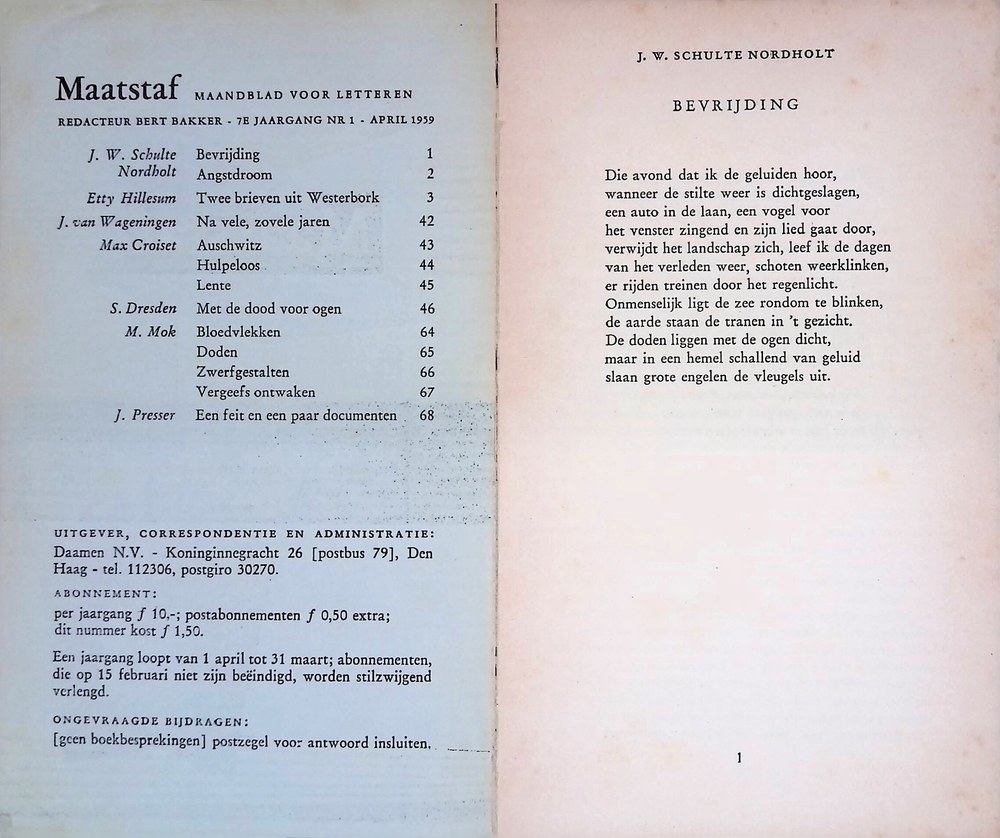 Maatstaf MAANDBLAD VOOR LETTEREN
REDACTEUR BERT BAKKER - 7E JAARGANG NR 1 - APRIL 1959
J. W. Schulte Bevrijding 1
Nordholt Angstdroom 2
Etty Hillesum Twee brieven uit Westerbork 3
J. van Wageningen Na vele, zovele jaren 42
Max Croiset Auschwitz 43
Hulpeloos 44
Lente 45
S. Dresden Met de dood voor ogen 46
M. Mok Bloedvlekken 64
Doden 65
Zwerfgestalten 66
Vergeefs ontwaken 67
J. Presser Een feit en een paar documenten 68
UITGEVER, CORRESPONDENTIE EN ADMINISTRATIE:
Daamen N.V. - Koninginnegracht 26 [postbus 79], Den
Haag - tel. 112306, postgiro 30270.
ABONNEMENT:
per jaargang ƒ 10,-; postabonnementen ƒ 0,50 extra;
dit nummer kost ƒ 1,50.
Een jaargang loopt van 1 april tot 31 maart; abonnementen,
die op 15 februari niet zijn beëindigd, worden stilzwijgend
verlengd.
ONGEVRAAGDE BIJDRAGEN:
[geen boekbesprekingen] postzegel voor antwoord insluiten.
J. W. SCHULTE NORDHOLT
BEVRIJDING
Die avond dat ik de geluiden hoor,
wanneer de stilte weer is dichtgeslagen,
een auto in de laan, een vogel voor
het venster zingend en zijn lied gaat door,
verwijdt het landschap zich, leef ik de dagen
van het verleden weer, schoten weerklinken,
er rijden treinen door het regenlicht.
Onmenselijk ligt de zee rondom te blinken,
de aarde staan de tranen in 't gezicht.
De doden liggen met de ogen dicht,
maar in een hemel schallend van geluid
slaan grote engelen de vleugels uit.
1